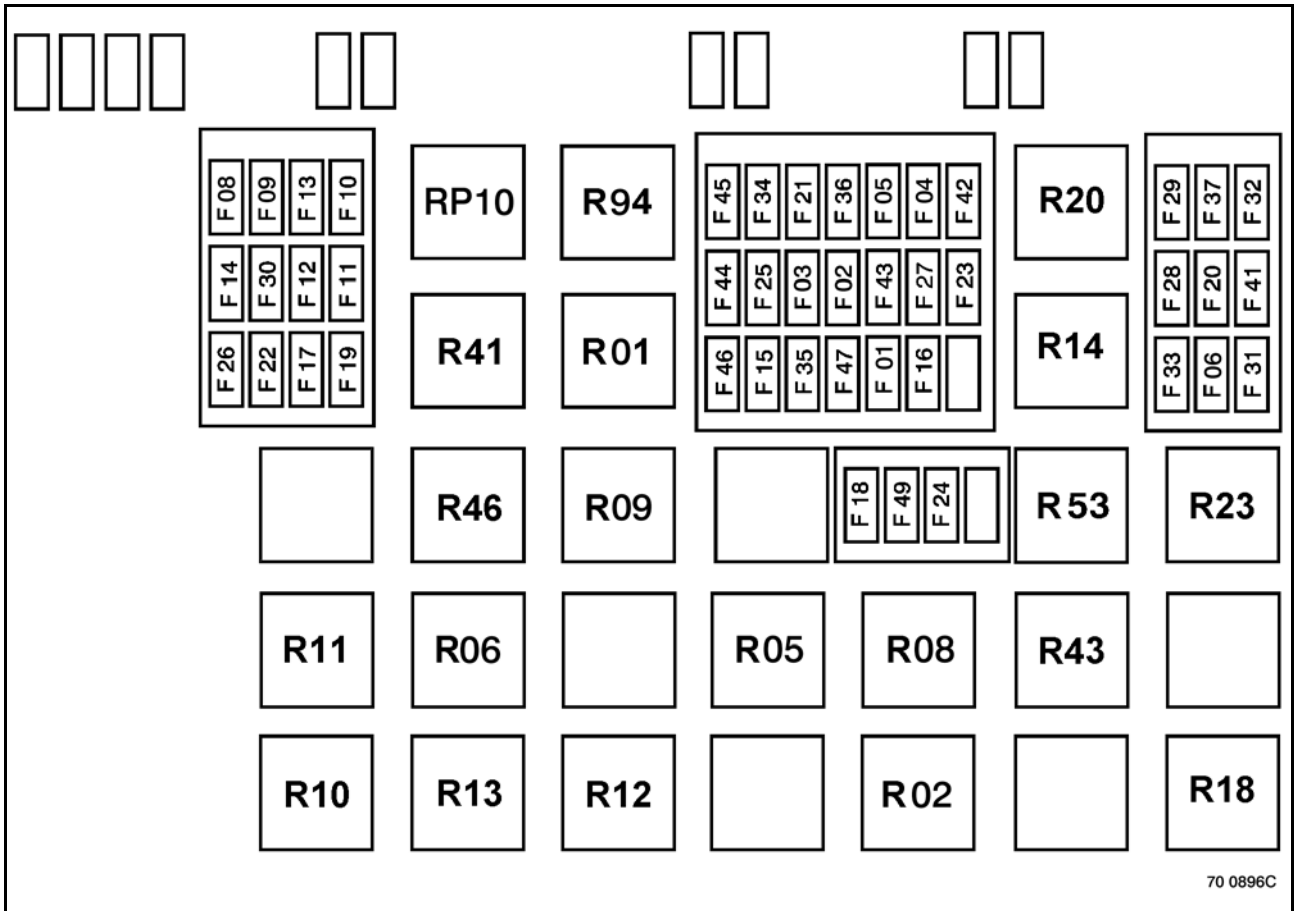 F 08 F 09 F 13 F 10
F 14 F 30 F 12 F 11
F 26 F 22 F 17 F 19
RP10 R94
R41 R01
F 45 F 34 F 21 F 36 F 05 F 04 F 42
F 44 F 25 F 03 F 02 F 43 F 27 F 23
F 46 F 15 F 35 F 47 F 01 F 16
R20
R14
F 29 F 37 F 32
F 28 F 20 F 41
F 33 F 06 F 31
R46 R09 F 18 F 49 F 24 R 53 R23
R11 R06 R05 R08 R43
R10 R13 R12 R 02 R18
70 0896C